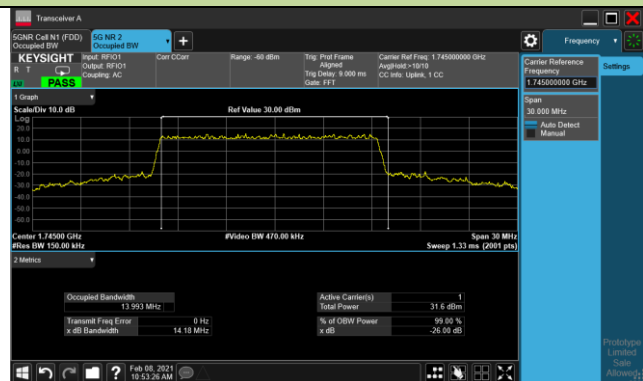 Transceiver A
5GNR Cell N1 (FDD)
Occupied BW
5G NR 2
Occupied BW
Frequency
KEYSIGHT
R T
LV
PASS
Input: RFIO1
Output: RFIO1
Coupling: AC
Corr CCorr
Range: -60 dBm
Trig: Prot Frame
Aligned
Trig Delay: 9.000 ms
Gate: FFT
Carrier Ref Freq: 1.745000000 GHz
Avg|Held:>10/10
CC Info: Uplink, 1 CC
Carrier Reference
Frequency
1.745000000 GHz
Settings
Span
30.000 MHz
Auto Detect
Manual
1 Graph
Scale/Div 10.0 dB
Ref Value 30.00 dBm
Log
20.0
10.0
0.00
-10.0
-20.0
-30.0
-40.0
-50.0
-60.0
Center 1.74500 GHz
#Video BW 470.00 kHz
Span 30 MHz
#Res BW 150.00 kHz
Sweep 1.33 ms (2001 pts)
2 Metrics
Occupied Bandwidth
13.993 MHz
Active Carrier(s) 1
Total Power 31.6 dBm
Transmit Freq Error 0 Hz
x dB Bandwidth 14.18 MHz
% of OBW Power 99.00 %
x dB -26.00 dB
Prototype
Limited
Sale
Allowed
Feb 08, 2021
10:53:26 AM